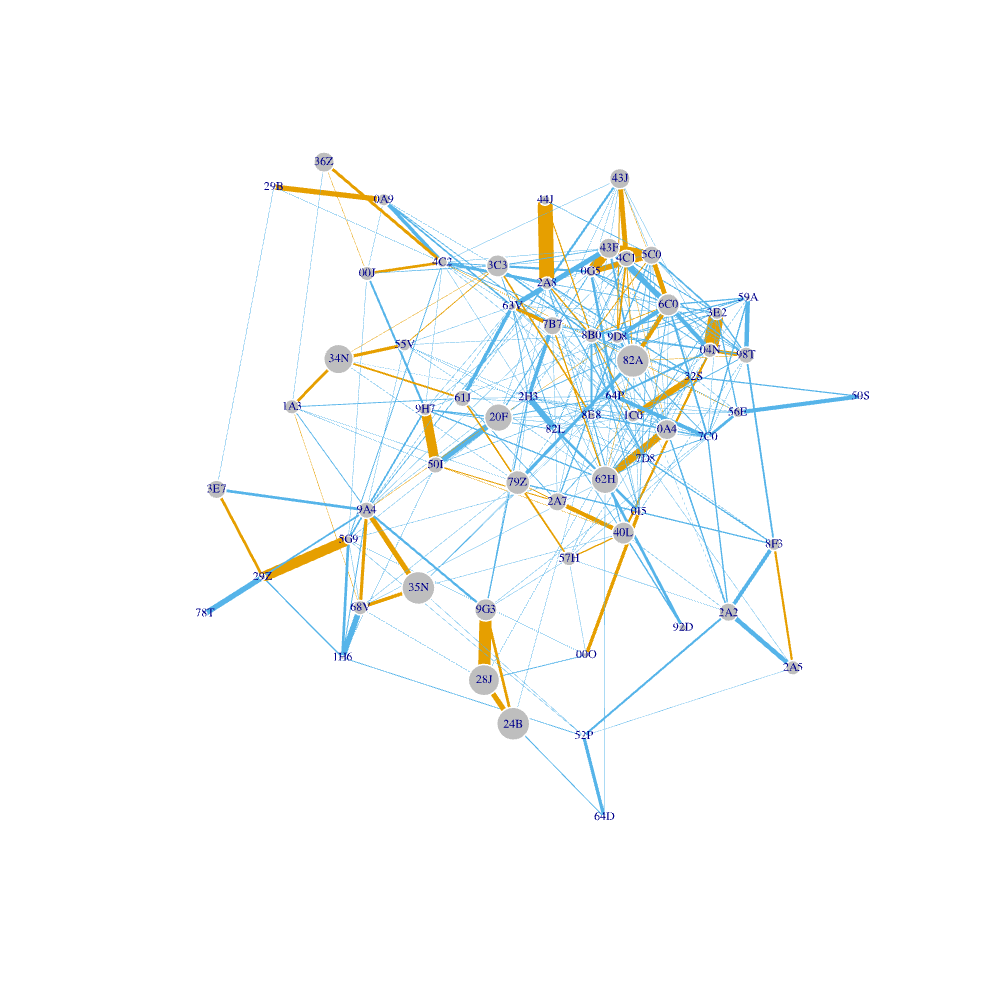 36Z
43J
29B
0A9
44J
43F
5C0
4C1
4C2
3C3
0G5
00J
2A8
59A
63V
6C0
3E2
7B7
8B0
9D8
55V
04N
98T
34N
82A
32S
61J
2H3
64P
50S
1A3
9H7
20F
8E8
1C0
56E
82L
0A4
7C0
50I
7D8
62H
79Z
3E7
2A7
9A4
0I5
40L
5G9
8F3
57H
29Z
35N
68V
9G3
78T
2A2
92D
1H6
00O
2A5
28J
24B
52P
64D